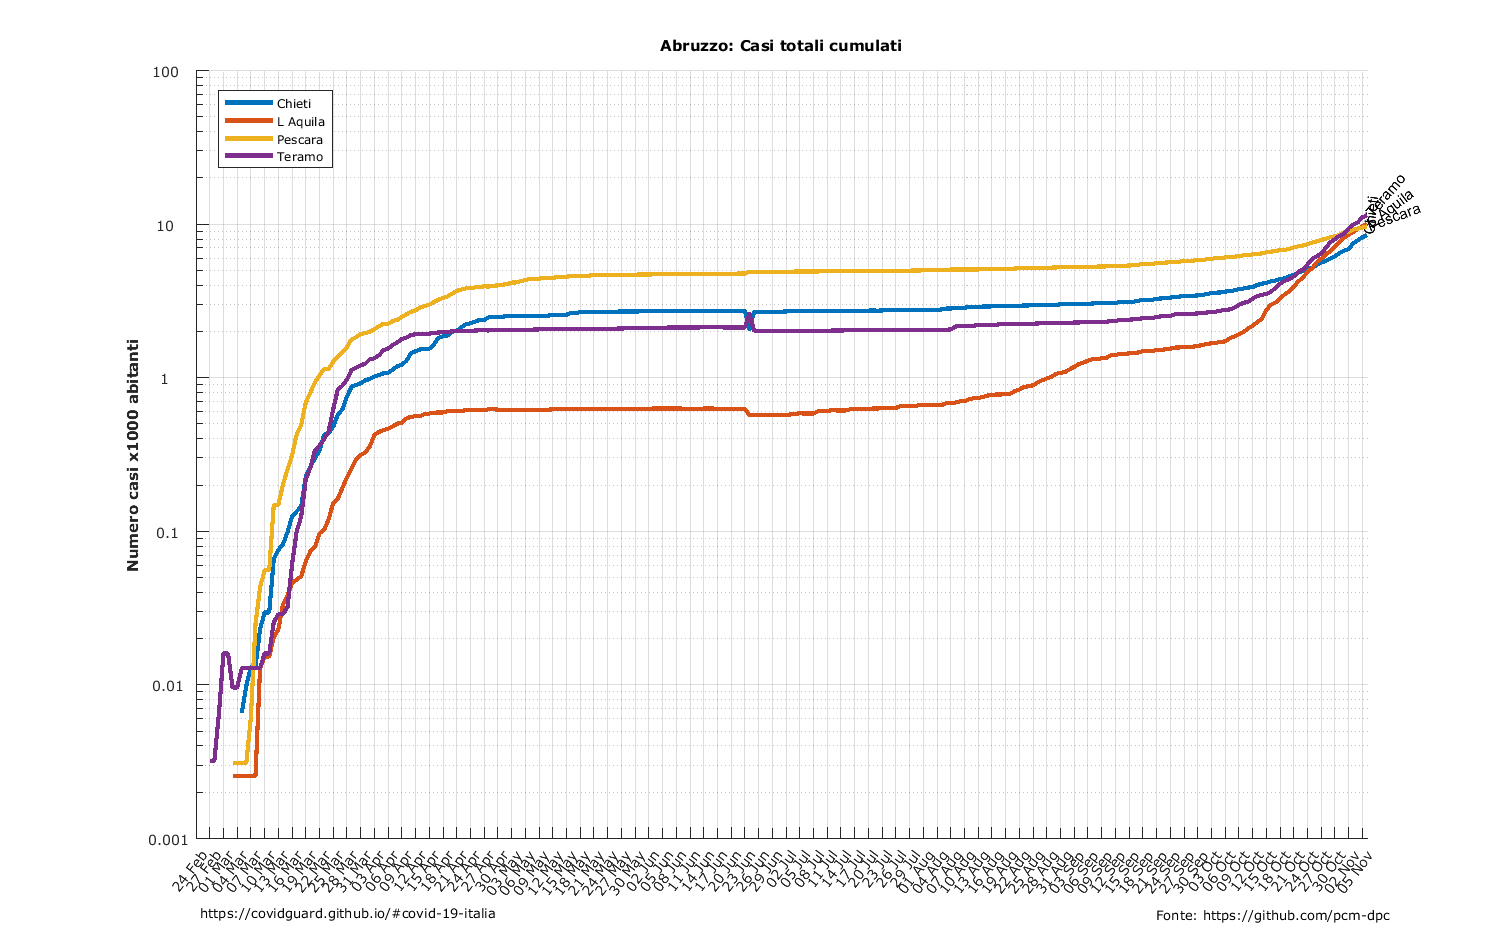 Abruzzo: Casi totali cumulati
100
10
1
0.1
0.01
0.001
Numero casi x1000 abitanti
Chieti
L Aquila
Pescara
Teramo
Teramo
Aquila
Pescara
24 Feb
27 Feb
01 Mar
04 Mar
07 Mar
10 Mar
13 Mar
16 Mar
19 Mar
22 Mar
25 Mar
28 Mar
31 Mar
03 Apr
06 Apr
09 Apr
12 Apr
15 Apr
18 Apr
21 Apr
24 Apr
27 Apr
30 Apr
03 May
06 May
09 May
12 May
15 May
18 May
21 May
24 May
27 May
30 May
02 Jun
05 Jun
08 Jun
11 Jun
14 Jun
17 Jun
20 Jun
23 Jun
26 Jun
29 Jun
02 Jul
05 Jul
08 Jul
11 Jul
14 Jul
17 Jul
20 Jul
23 Jul
26 Jul
29 Jul
01 Aug
04 Aug
07 Aug
10 Aug
13 Aug
16 Aug
19 Aug
22 Aug
25 Aug
28 Aug
31 Aug
03 Sep
06 Sep
09 Sep
12 Sep
15 Sep
18 Sep
21 Sep
24 Sep
27 Sep
30 Sep
03 Oct
06 Oct
09 Oct
12 Oct
15 Oct
18 Oct
21 Oct
24 Oct
27 Oct
30 Oct
02 Nov
05 Nov
https://covidguard.github.io/#covid-19-italia
Fonte: https://github.com/pcm-dpc